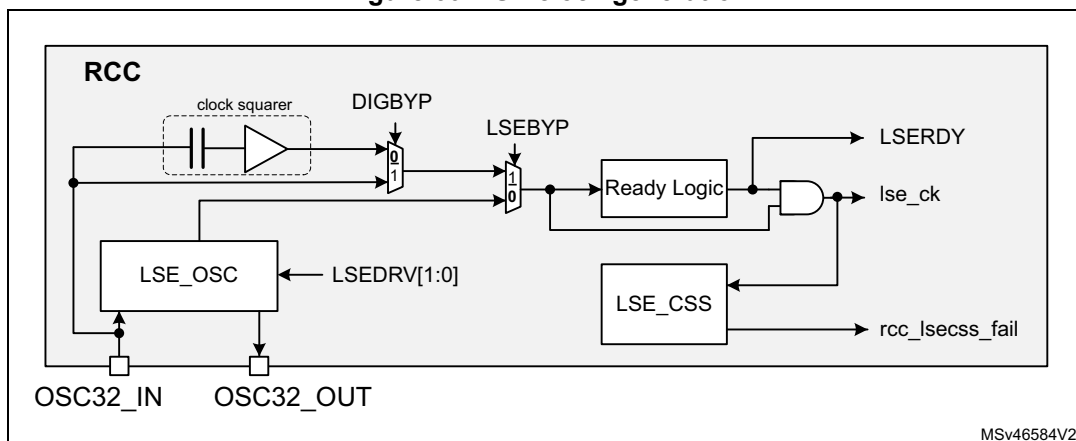 RCC
clock squarer
DIGBYP
LSEBYP
0
1
1
0
Ready Logic
LSERDY
lse_ck
LSE_OSC
LSEDRV[1:0]
LSE_CSS
rcc_lsecss_fail
OSC32_IN
OSC32_OUT
MSv46584V2